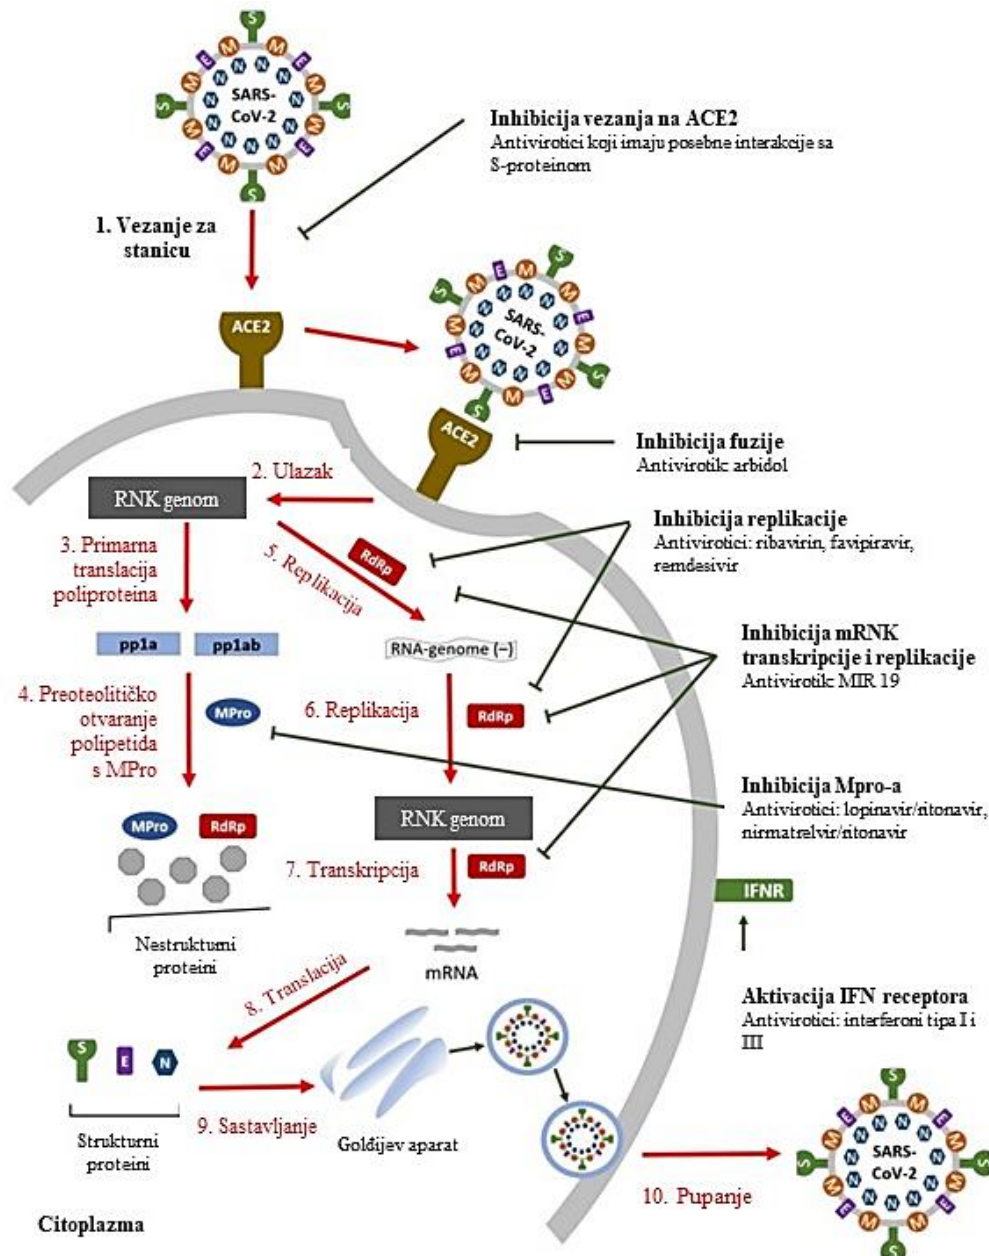 SARS-
CoV-2
S
S
S
S
M
M
M
M
M
M
M
M
E
E
E
E
N
N
N
N
N
N
N
N
N
N
N
N
Inhibicija vezanja na ACE2
Antivirotici koji imaju posebne interakcije sa
S-proteinom
1. Vezanje za
stanicu
ACE2
SARS-
CoV-2
S
S
S
S
M
M
M
M
M
M
M
E
E
E
E
N
N
N
N
N
N
N
N
N
N
N
N
ACE2
Inhibicija fuzije
Antivirotik: arbidol
2. Ulazak
RNK genom
Inhibicija replikacije
Antivirotici: ribavirin, favipiravir,
remdesivir
3. Primarna
translacija
poliproteina
5. Replikacija
RdRp
pp1a
pp1ab
RNA-genome (–)
Inhibicija mRNK
transkripcije i replikacije
Antivirotik: MIR 19
4. Preoteolitičko
otvaranje
polipetida
s MPro
MPro
6. Replikacija
RdRp
Inhibicija Mpro-a
Antivirotici: lopinavir/ritonavir,
nirmatrelvir/ritonavir
MPro
RdRp
RNK genom
7. Transkripcija
RdRp
IFNR
Nestrukturni
proteini
mRNA
8. Translacija
Aktivacija IFN receptora
Antivirotici: interferoni tipa I i
III
S
E
N
9. Sastavljanje
Strukturni
proteini
Golđijev aparat
10. Pupanje
SARS-
CoV-2
S
S
S
S
M
M
M
M
M
M
M
M
E
E
E
E
N
N
N
N
N
N
N
N
N
N
N
N
Citoplazma